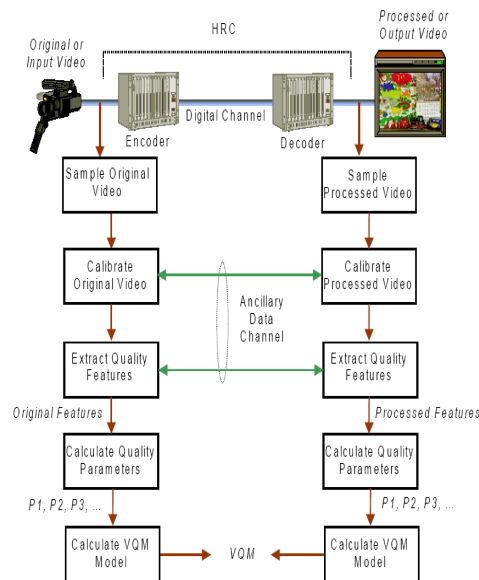 HRC
Original or
Input Video
Processed or
Output Video
Encoder
Digital Channel
Decoder
Sample Original
Video
Sample
Processed Video
Calibrate
Original Video
Calibrate
Processed Video
Ancillary
Data
Channel
Extract Quality
Features
Extract Quality
Features
Original Features
Processed Features
Calculate Quality
Parameters
Calculate Quality
Parameters
P1, P2, P3, ...
P1, P2, P3, ...
Calculate VQM
Model
VQM
Calculate VQM
Model